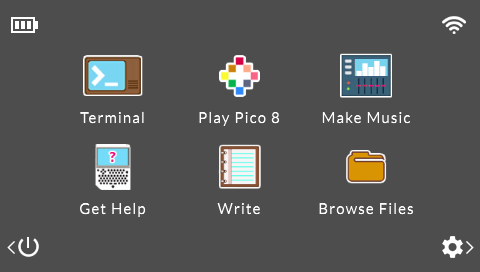 Terminal
Play Pico 8
Make Music
Get Help
Write
Browse Files